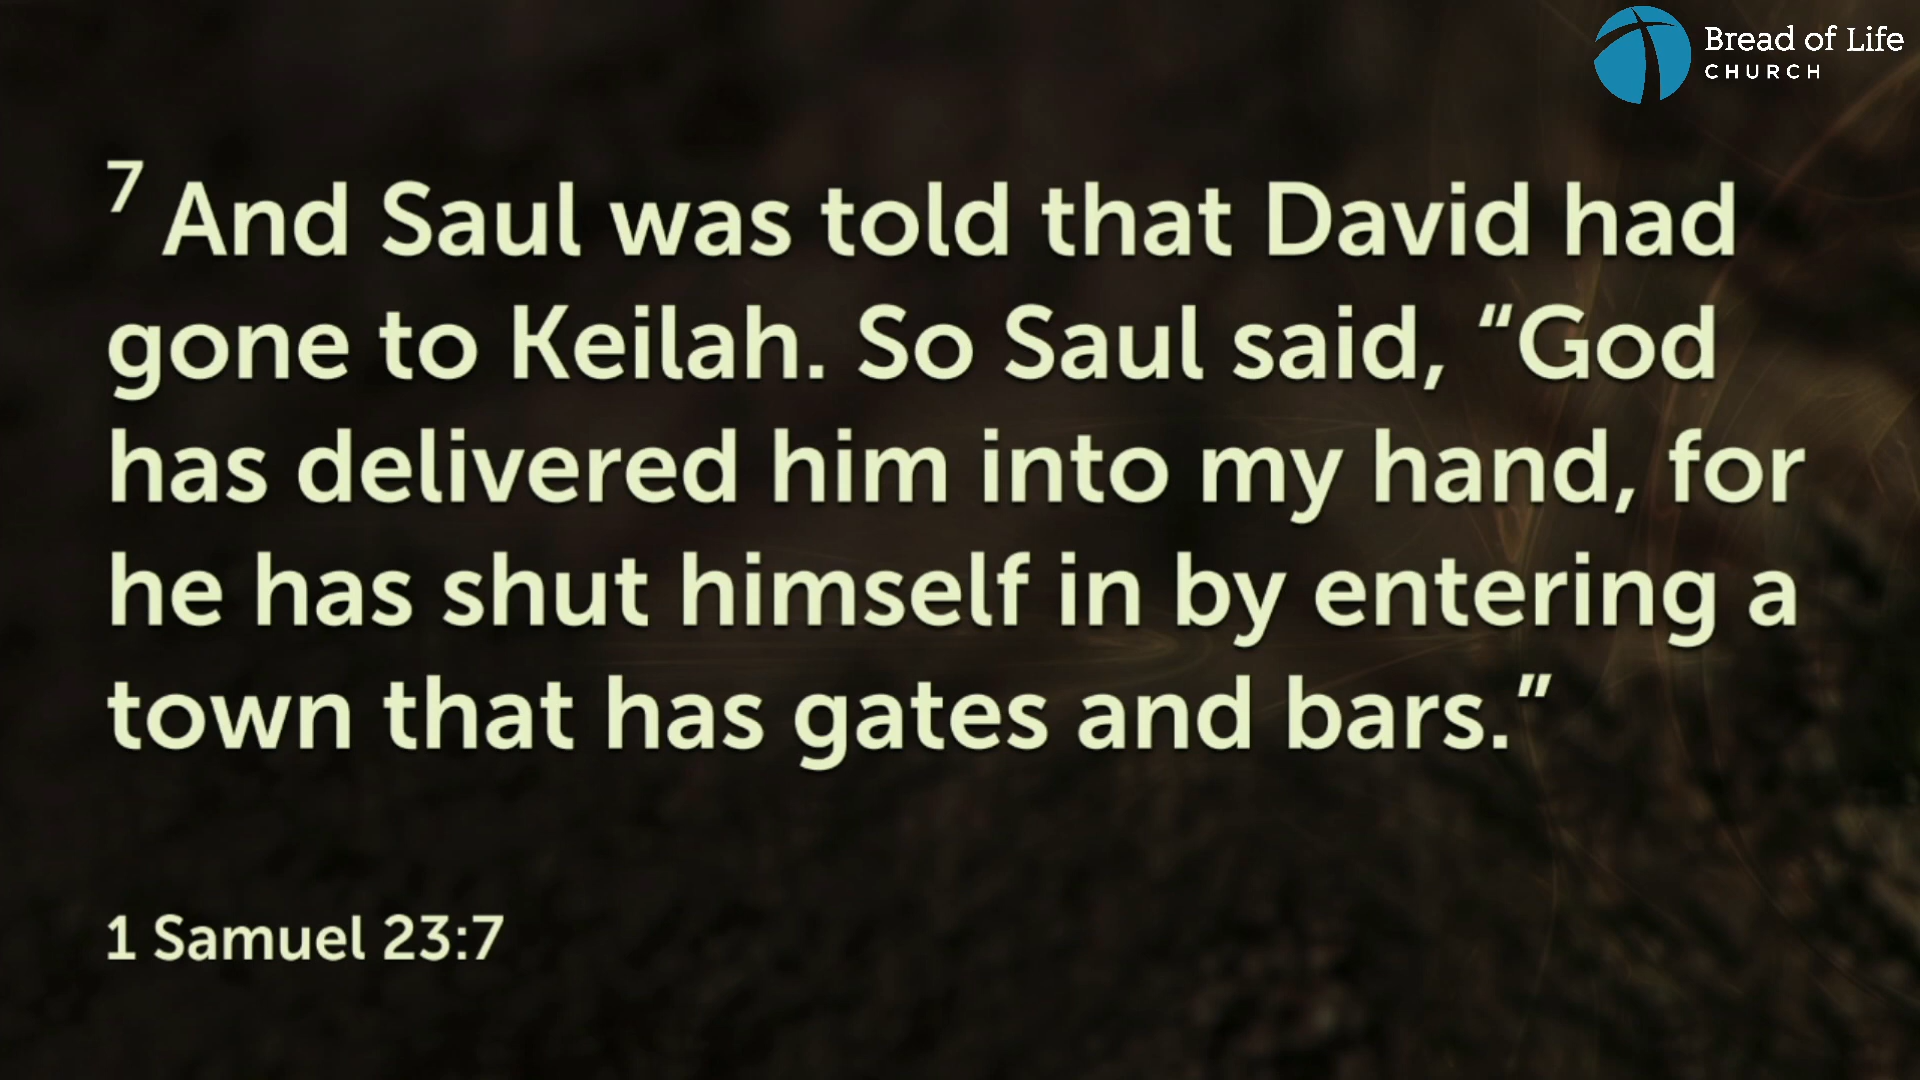 Bread of Life
CHURCH
7 And Saul was told that David had
gone to Keilah. So Saul said, “God
has delivered him into my hand, for
he has shut himself in by entering a
town that has gates and bars.”
1 Samuel 23:7